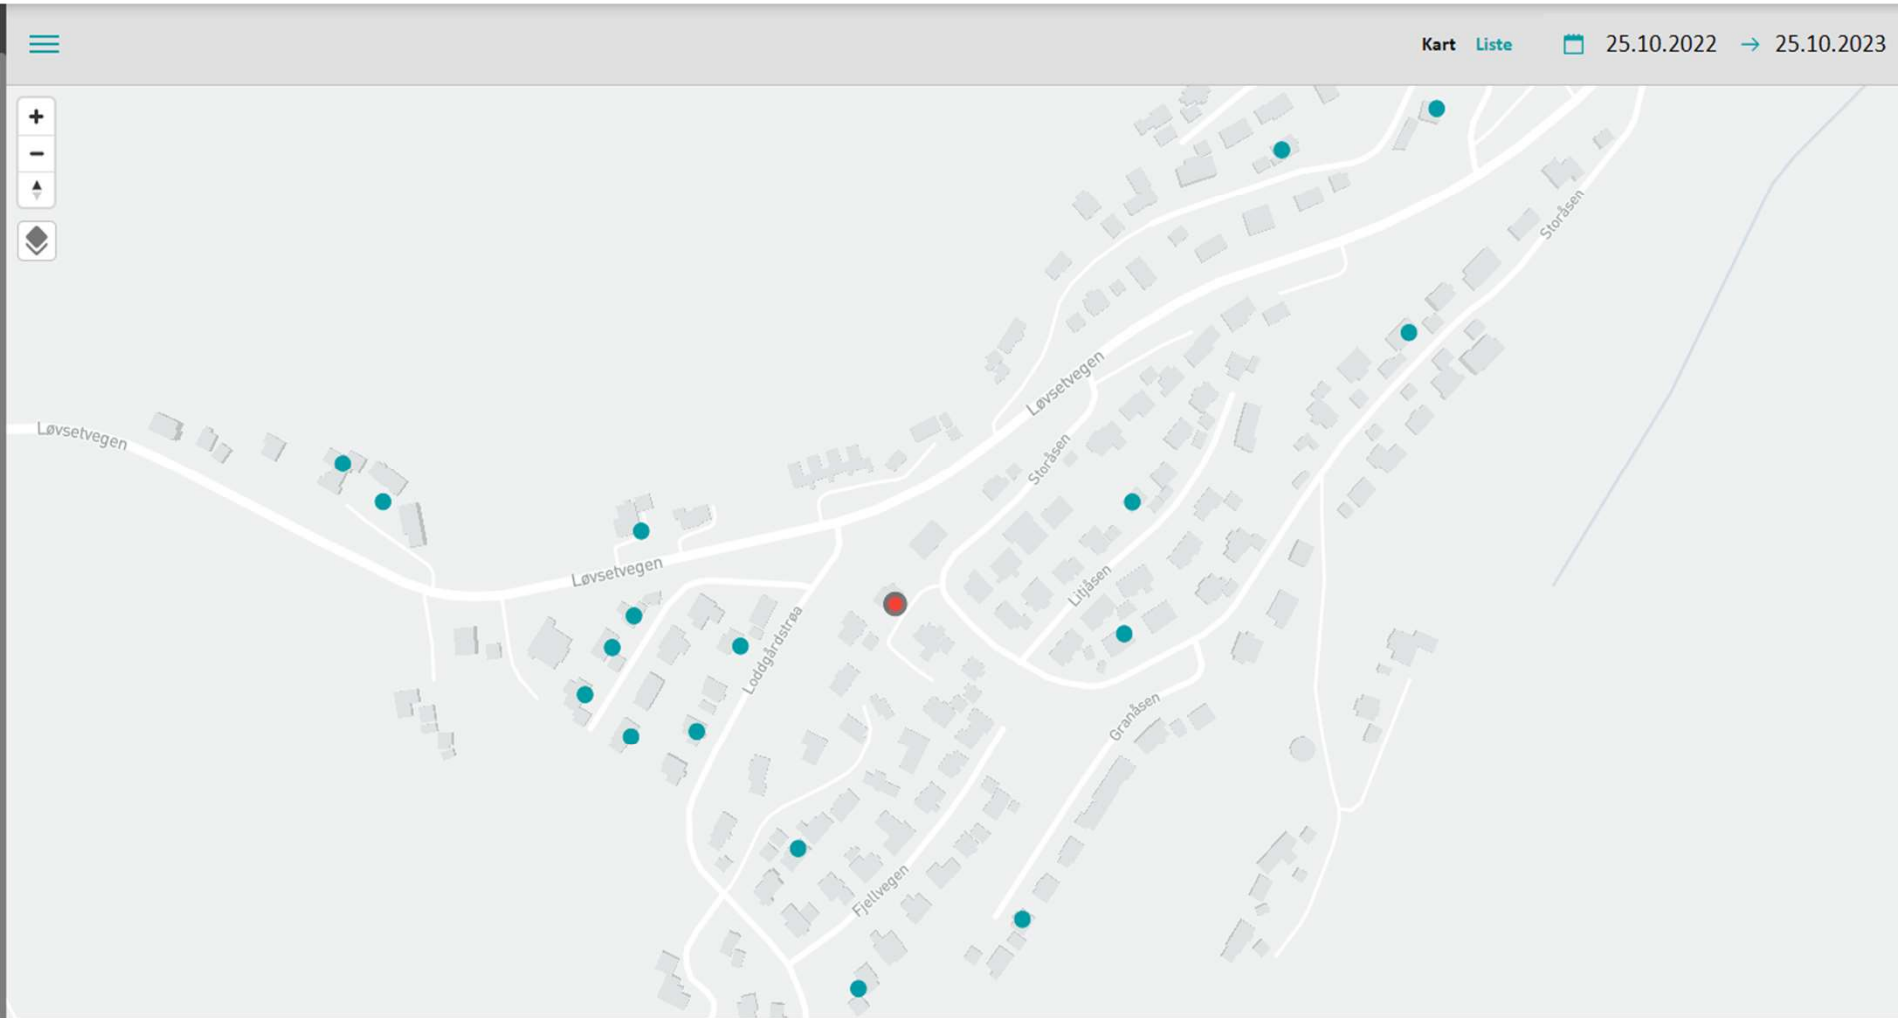 Kart Liste 25.10.2022 → 25.10.2023
+
−
Storåsen
Løvsetvegen
Løvsetvegen
Storåsen
Løvsetvegen
Litjåsen
Loddgårdstrøa
Granåsen
Fjellvegen